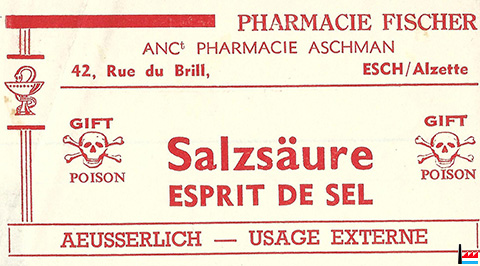 PHARMACIE FISCHER
ANCᵗ PHARMACIE ASCHMAN
42, Rue du Brill, ESCH/Alzette
GIFT
POISON
Salzsäure
ESPRIT DE SEL
GIFT
POISON
AEUSSERLICH — USAGE EXTERNE